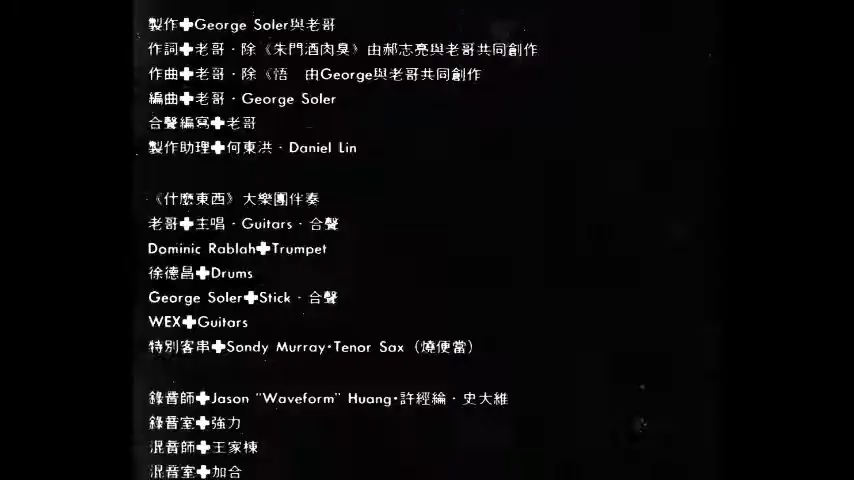 製作✚George Soler與老哥
作詞✚老哥·除《朱門酒肉臭》由郝志亮與老哥共同創作
作曲✚老哥·除《悟 由George與老哥共同創作
編曲✚老哥·George Soler
合聲編寫✚老哥
製作助理✚何東洪·Daniel Lin
《什麼東西》大樂團伴奏
老哥✚主唱·Guitars·合聲
Dominic Rablah✚Trumpet
徐德昌✚Drums
George Soler✚Stick·合聲
WEX✚Guitars
特別客串✚Sondy Murray·Tenor Sax（燒便當）
錄音師✚Jason "Waveform" Huang·許經綸·史大維
錄音室✚強力
混音師✚王家棟
混音室✚加合